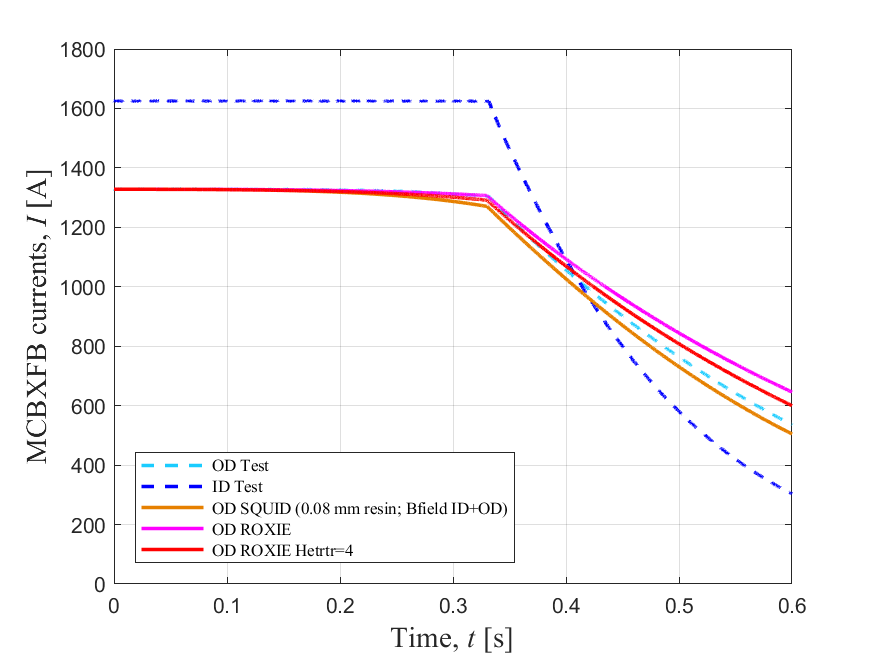 1800
1600
1400
1200
1000
800
600
400
200
0
MCBXFB currents, I [A]
OD Test
ID Test
OD SQUID (0.08 mm resin; Bfield ID+OD)
OD ROXIE
OD ROXIE Hetrtr=4
0 0.1 0.2 0.3 0.4 0.5 0.6
Time, t [s]